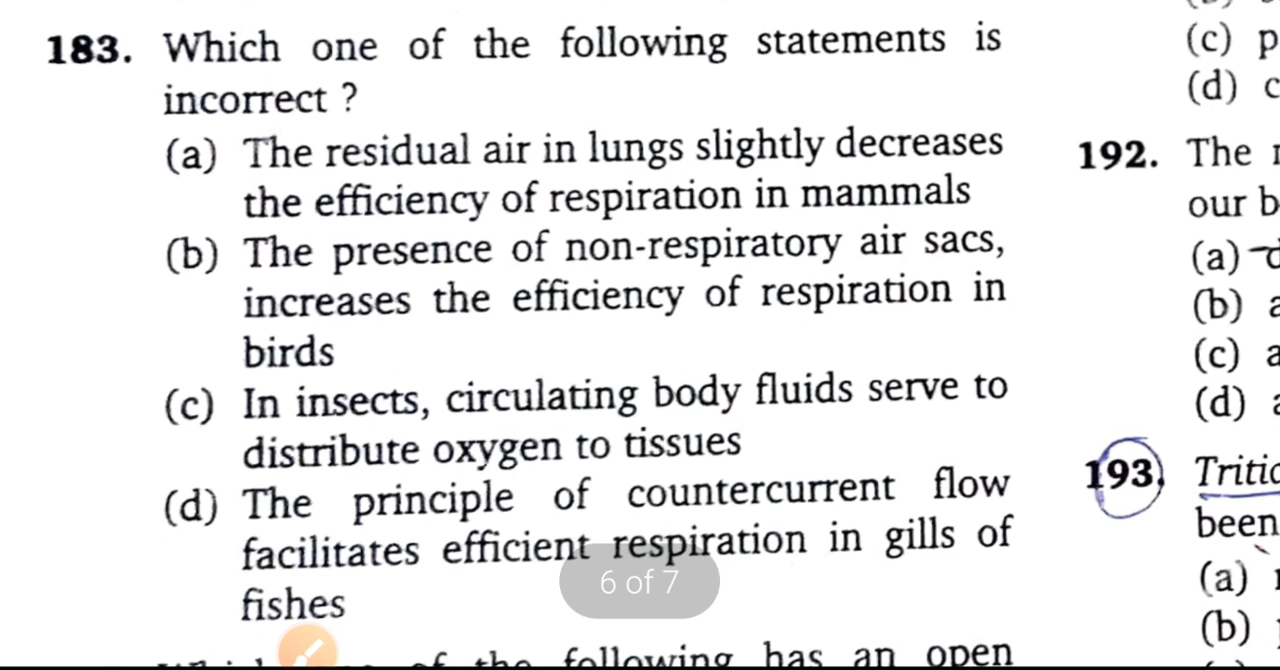 183. Which one of the following statements is
incorrect ?
(a) The residual air in lungs slightly decreases
the efficiency of respiration in mammals
(b) The presence of non-respiratory air sacs,
increases the efficiency of respiration in
birds
(c) In insects, circulating body fluids serve to
distribute oxygen to tissues
(d) The principle of countercurrent flow
facilitates efficient respiration in gills of
fishes
6 of 7
of the following has an open
(c) p
(d) c
192. The
our b
(a)
(b) a
(c) a
(d) a
193. Tritic
been
(a)
(b)